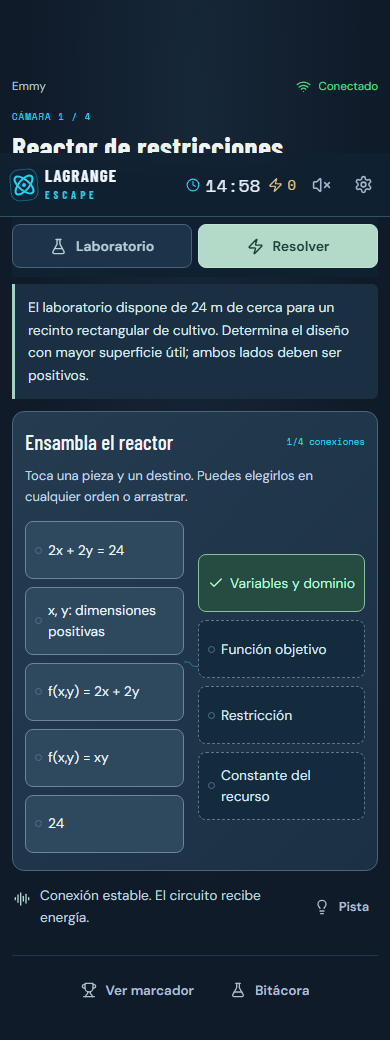 Emmy
Conectado
CÁMARA 1 / 4
Reactor de restricciones
LAGRANGE
ESCAPE
14:58
0
Laboratorio
Resolver
El laboratorio dispone de 24 m de cerca para un
recinto rectangular de cultivo. Determina el diseño
con mayor superficie útil; ambos lados deben ser
positivos.
Ensambla el reactor
1/4 conexiones
Toca una pieza y un destino. Puedes elegirlos en
cualquier orden o arrastrar.
2x + 2y = 24
x, y: dimensiones
positivas
f(x,y) = 2x + 2y
f(x,y) = xy
24
Variables y dominio
Función objetivo
Restricción
Constante del
recurso
Conexión estable. El circuito recibe
energía.
Pista
Ver marcador
Bitácora